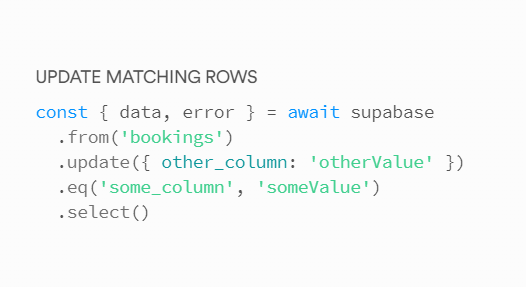 UPDATE MATCHING ROWS
const { data, error } = await supabase
  .from('bookings')
  .update({ other_column: 'otherValue' })
  .eq('some_column', 'someValue')
  .select()